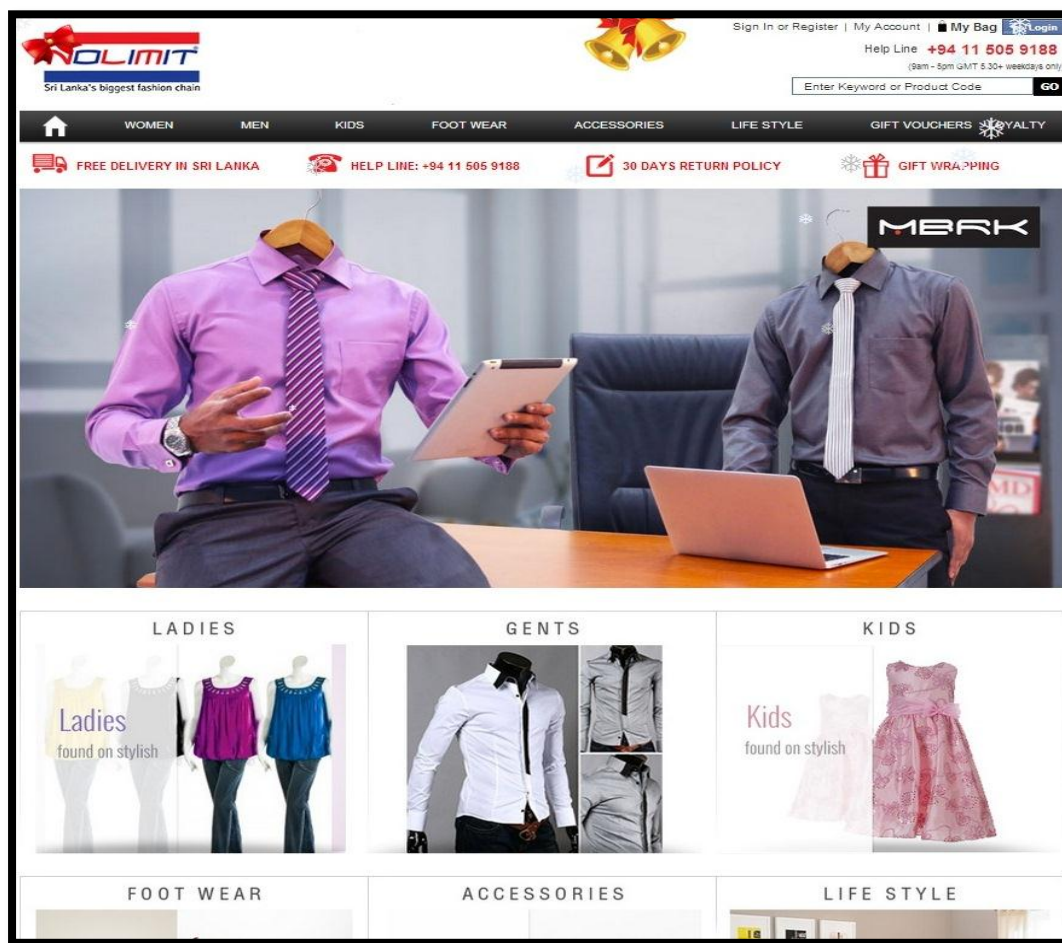 Sign In or Register | My Account | My Bag Login
NOLIMIT
Sri Lanka's biggest fashion chain
Help Line +94 11 505 9188
(9am - 5pm GMT 5.30+ weekdays only
Enter Keyword or Product Code GO
WOMEN MEN KIDS FOOT WEAR ACCESSORIES LIFE STYLE GIFT VOUCHERS LOYALTY
FREE DELIVERY IN SRI LANKA HELP LINE: +94 11 505 9188 30 DAYS RETURN POLICY GIFT WRAPPING
MBRK
MD
LADIES GENTS KIDS
Ladies
found on stylish
Kids
found on stylish
FOOT WEAR ACCESSORIES LIFE STYLE